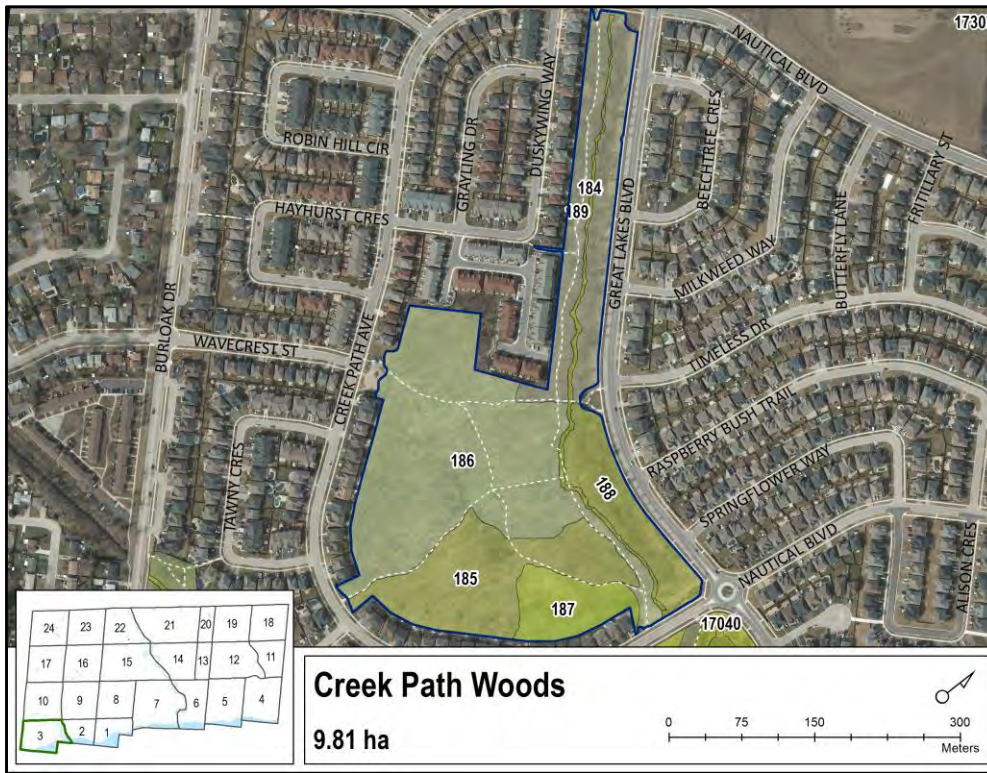 1730
NAUTICAL BLVD
ROBIN HILL CIR
GRAYLING DR
DUSKYWING WAY
BEECHTREE CRES
FRITILLARY ST
184
189
HAYHURST CRES
GREAT LAKES BLVD
MILKWEED WAY
BUTTERFLY LANE
BURLOAK DR
WAVECREST ST
CREEK PATH AVE
TIMELESS DR
RASPBERRY BUSH TRAIL
TAWNY CRES
186
188
SPRINGFLOWER WAY
NAUTICAL BLVD
ALISON CRES
185
187
17040
24 23 22 21 20 19 18
17 16 15 14 13 12 11
10 9 8 7 6 5 4
3 2 1
Creek Path Woods
9.81 ha
0 75 150 300
Meters